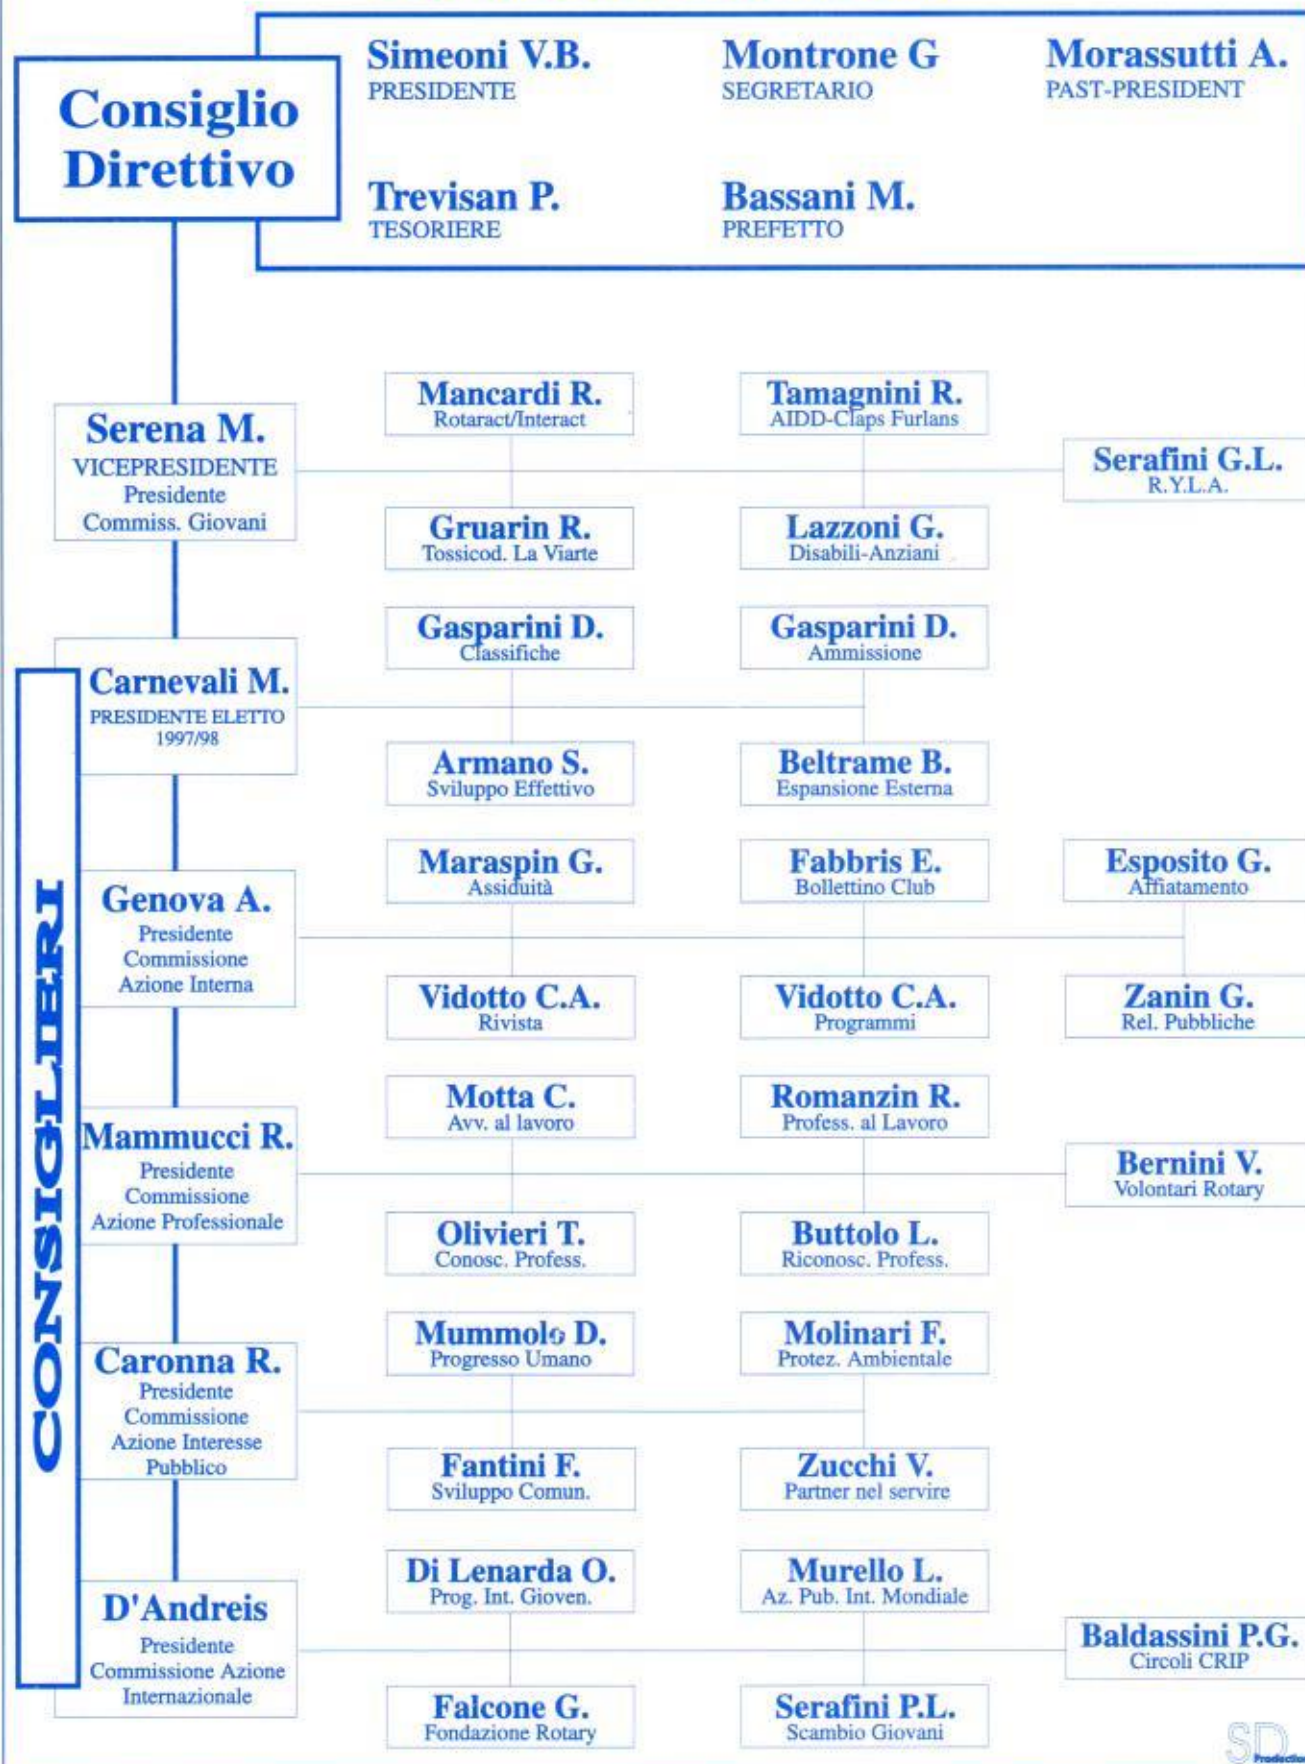 Consiglio
Direttivo
Simeoni V.B.
PRESIDENTE
Montrone G
SEGRETARIO
Morassutti A.
PAST-PRESIDENT
Trevisan P.
TESORIERE
Bassani M.
PREFETTO
Serena M.
VICEPRESIDENTE
Presidente
Commiss. Giovani
Mancardi R.
Rotaract/Interact
Tamagnini R.
AIDD-Claps Furlans
Serafini G.L.
R.Y.L.A.
Gruarin R.
Tossicod. La Viarte
Lazzoni G.
Disabili-Anziani
CONSIGLIERI
Carnevali M.
PRESIDENTE ELETTO
1997/98
Gasparini D.
Classifiche
Gasparini D.
Ammissione
Armano S.
Sviluppo Effettivo
Beltrame B.
Espansione Esterna
Genova A.
Presidente
Commissione
Azione Interna
Maraspin G.
Assiduità
Fabbris E.
Bollettino Club
Esposito G.
Affiatamento
Vidotto C.A.
Rivista
Vidotto C.A.
Programmi
Zanin G.
Rel. Pubbliche
Mammucci R.
Presidente
Commissione
Azione Professionale
Motta C.
Avv. al lavoro
Romanzin R.
Profess. al Lavoro
Bernini V.
Volontari Rotary
Olivieri T.
Conosc. Profess.
Buttolo L.
Riconosc. Profess.
Caronna R.
Presidente
Commissione
Azione Interesse
Pubblico
Mummolo D.
Progresso Umano
Molinari F.
Protez. Ambientale
Fantini F.
Sviluppo Comun.
Zucchi V.
Partner nel servire
D'Andreis
Presidente
Commissione Azione
Internazionale
Di Lenarda O.
Prog. Int. Gioven.
Murello L.
Az. Pub. Int. Mondiale
Baldassini P.G.
Circoli CRIP
Falcone G.
Fondazione Rotary
Serafini P.L.
Scambio Giovani
SD